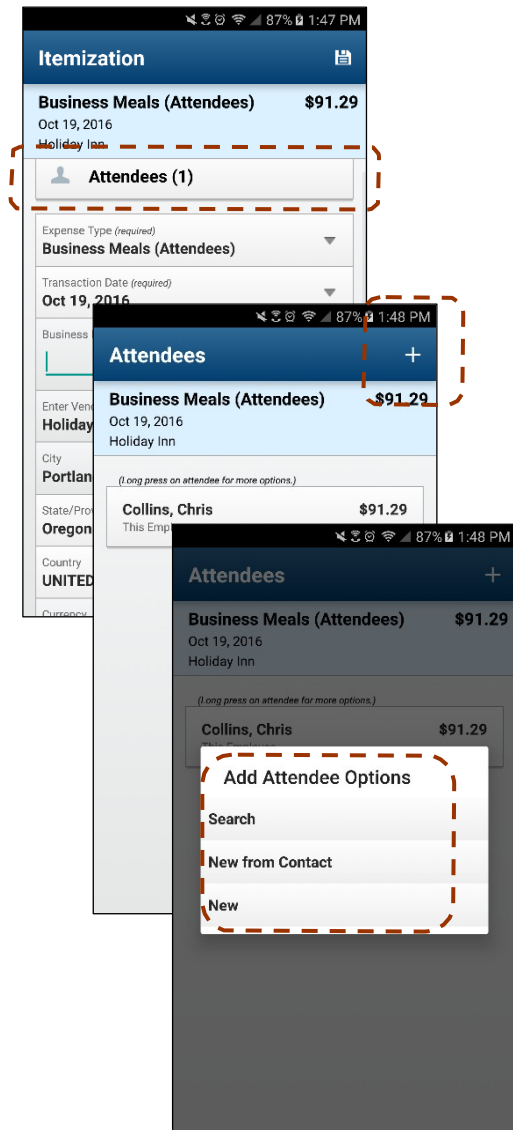 87% 1:47 PM
Itemization
Business Meals (Attendees) $91.29
Oct 19, 2016
Holiday Inn
Attendees (1)
Expense Type (required)
Business Meals (Attendees)
Transaction Date (required)
Oct 19, 2016
Business
Enter Ven
Holiday
City
Portlan
State/Prov
Oregon
Country
UNITED
Currency
87% 1:48 PM
Attendees +
Business Meals (Attendees) $91.29
Oct 19, 2016
Holiday Inn
(Long press on attendee for more options.)
Collins, Chris $91.29
This Emp
87% 1:48 PM
Attendees +
Business Meals (Attendees) $91.29
Oct 19, 2016
Holiday Inn
(Long press on attendee for more options.)
Collins, Chris $91.29
This Employee
Add Attendee Options
Search
New from Contact
New